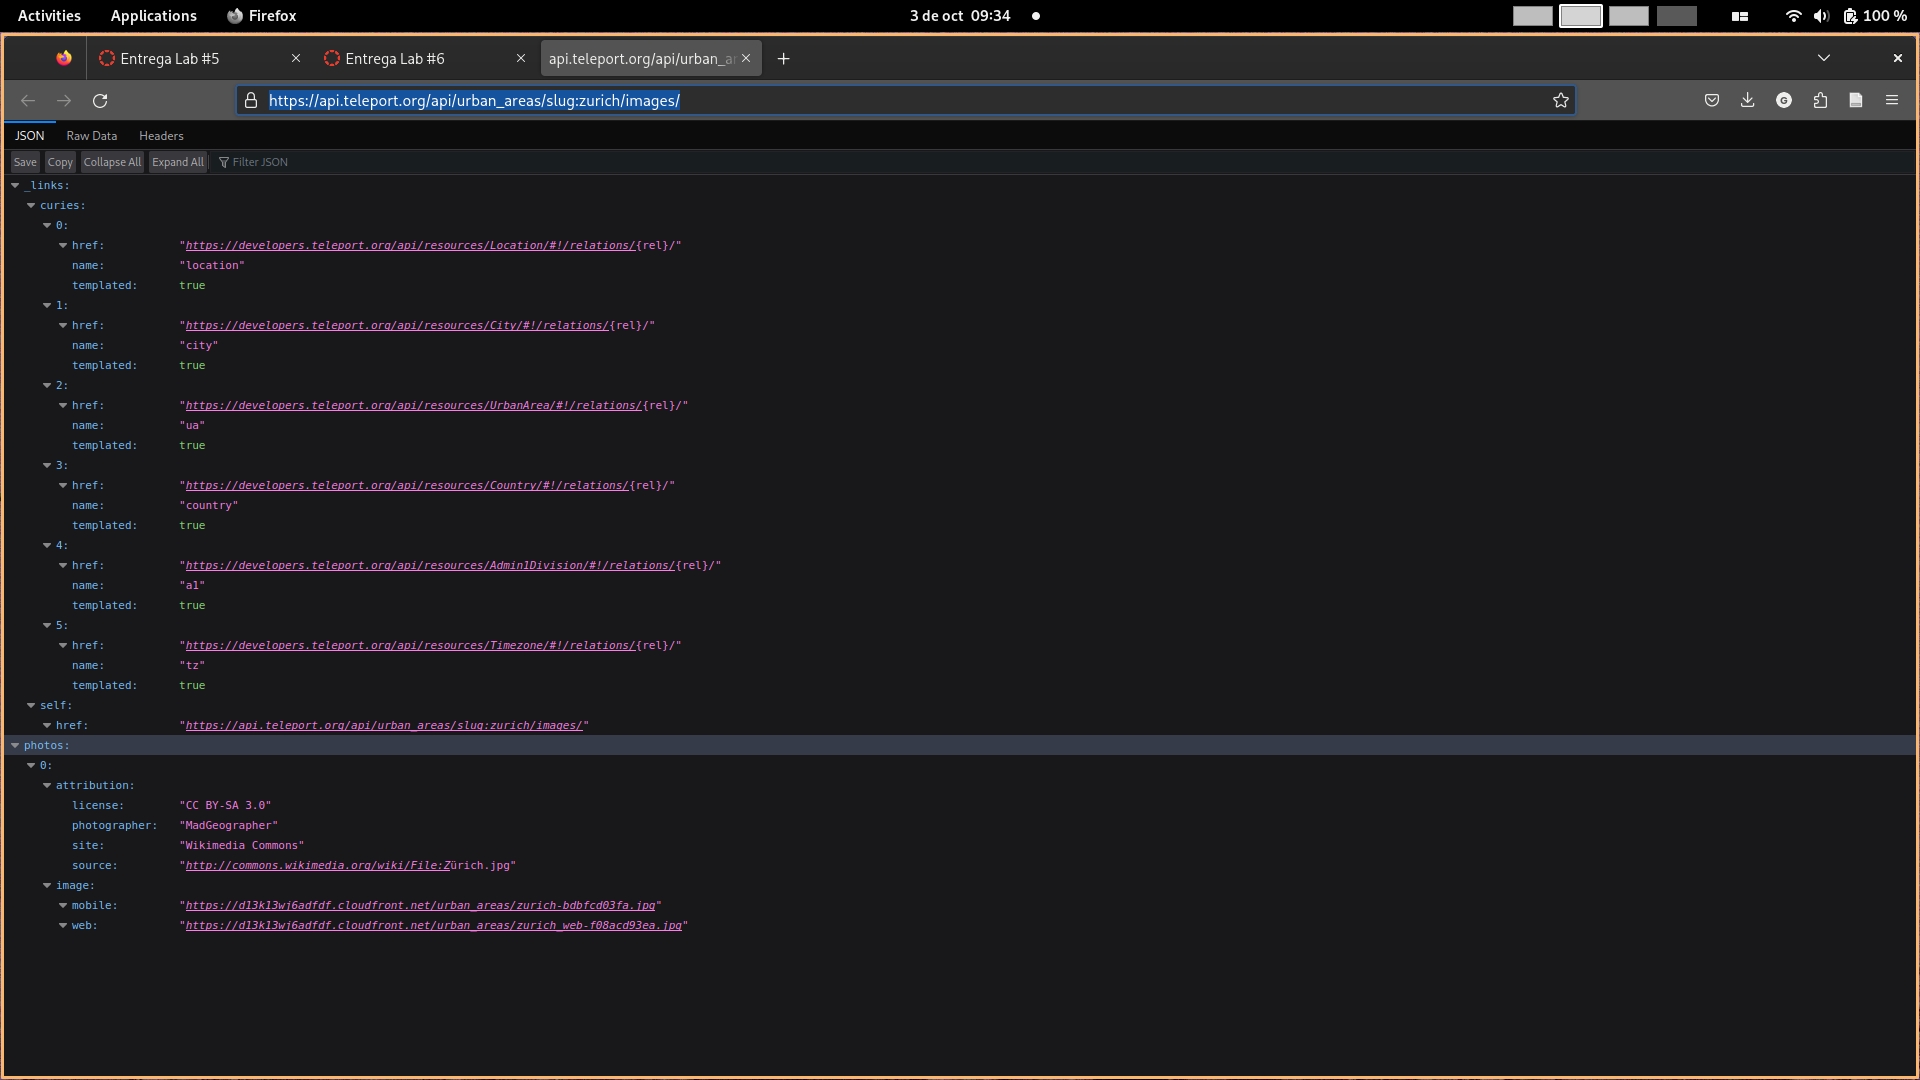 Activities Applications Firefox 3 de oct 09:34 100 %
Entrega Lab #5 Entrega Lab #6 api.teleport.org/api/urban_a
https://api.teleport.org/api/urban_areas/slug:zurich/images/
JSON Raw Data Headers
Save Copy Collapse All Expand All Filter JSON
_links:
curies:
0:
href: "https://developers.teleport.org/api/resources/Location/#!/relations/{rel}/"
name: "location"
templated: true
1:
href: "https://developers.teleport.org/api/resources/City/#!/relations/{rel}/"
name: "city"
templated: true
2:
href: "https://developers.teleport.org/api/resources/UrbanArea/#!/relations/{rel}/"
name: "ua"
templated: true
3:
href: "https://developers.teleport.org/api/resources/Country/#!/relations/{rel}/"
name: "country"
templated: true
4:
href: "https://developers.teleport.org/api/resources/Admin1Division/#!/relations/{rel}/"
name: "a1"
templated: true
5:
href: "https://developers.teleport.org/api/resources/Timezone/#!/relations/{rel}/"
name: "tz"
templated: true
self:
href: "https://api.teleport.org/api/urban_areas/slug:zurich/images/"
photos:
0:
attribution:
license: "CC BY-SA 3.0"
photographer: "MadGeographer"
site: "Wikimedia Commons"
source: "http://commons.wikimedia.org/wiki/File:Zürich.jpg"
image:
mobile: "https://d13k13wj6adfdf.cloudfront.net/urban_areas/zurich-bdbfcd03fa.jpg"
web: "https://d13k13wj6adfdf.cloudfront.net/urban_areas/zurich_web-f08acd93ea.jpg"